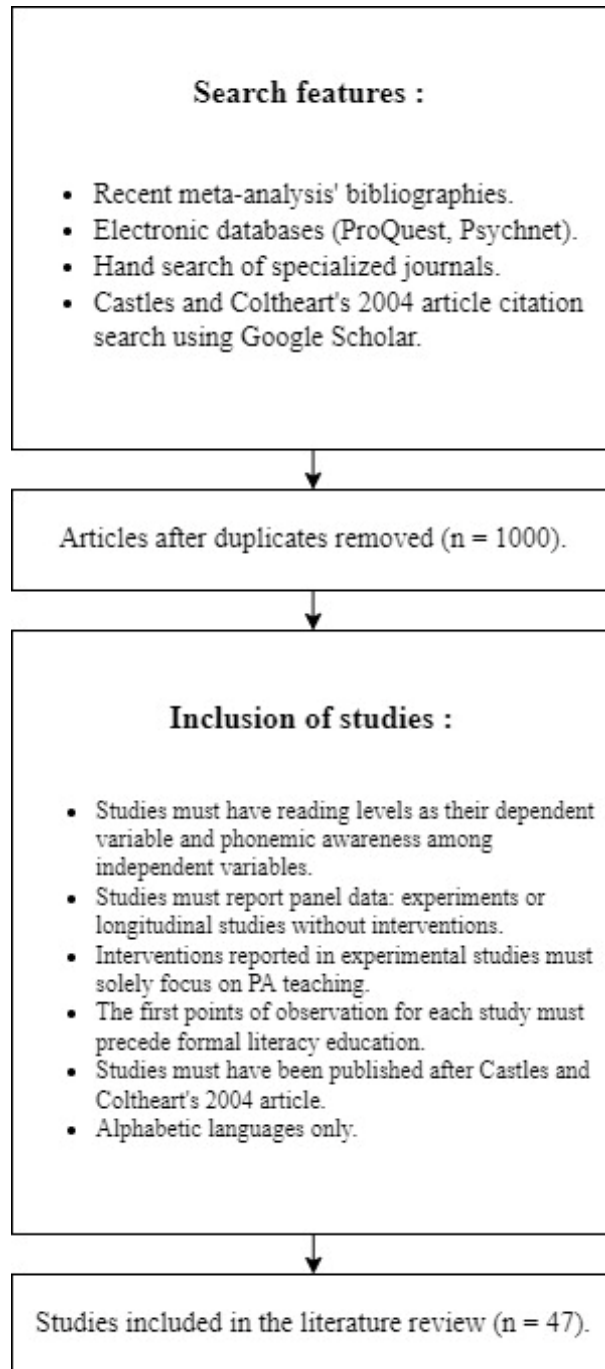 Search features :
• Recent meta-analysis' bibliographies.
• Electronic databases (ProQuest, Psychnet).
• Hand search of specialized journals.
• Castles and Coltheart's 2004 article citation
search using Google Scholar.
Articles after duplicates removed (n = 1000).
Inclusion of studies :
• Studies must have reading levels as their dependent
variable and phonemic awareness among
independent variables.
• Studies must report panel data: experiments or
longitudinal studies without interventions.
• Interventions reported in experimental studies must
solely focus on PA teaching.
• The first points of observation for each study must
precede formal literacy education.
• Studies must have been published after Castles and
Coltheart's 2004 article.
• Alphabetic languages only.
Studies included in the literature review (n = 47).